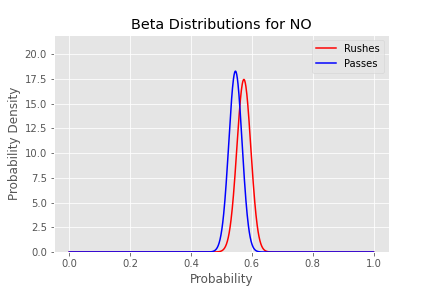 Beta Distributions for NO
Rushes
Passes
Probability Density
20.0
17.5
15.0
12.5
10.0
7.5
5.0
2.5
0.0
0.0 0.2 0.4 0.6 0.8 1.0
Probability